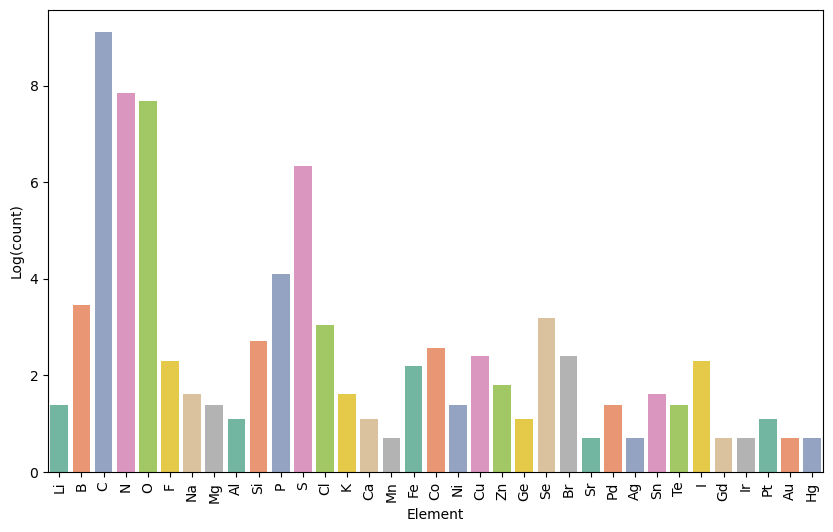 Log(count)
8
6
4
2
0
Li B C N O F Na Mg Al Si P S Cl K Ca Mn Fe Co Ni Cu Zn Ge Se Br Sr Pd Ag Sn Te I Gd Ir Pt Au Hg
Element